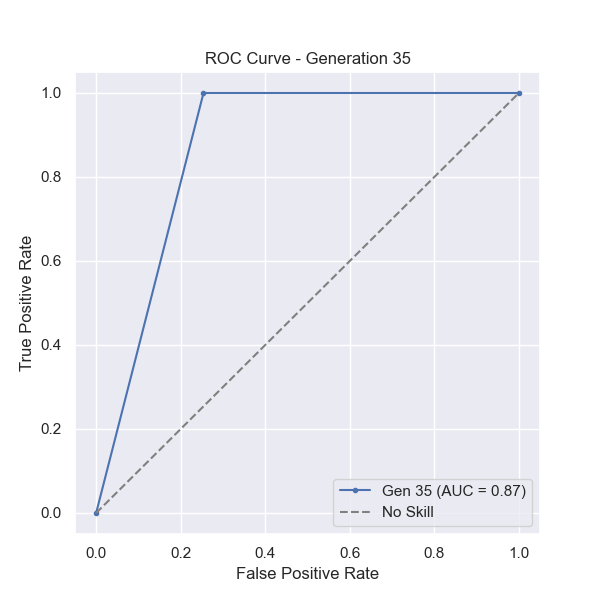 ROC Curve - Generation 35
True Positive Rate
1.0
0.8
0.6
0.4
0.2
0.0
0.0 0.2 0.4 0.6 0.8 1.0
False Positive Rate
Gen 35 (AUC = 0.87)
No Skill